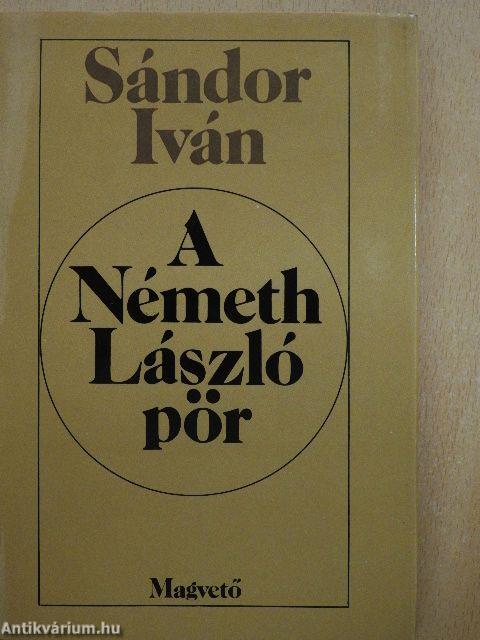 Sándor
Iván
A
Németh
László
pör
Magvető
Antikvárium.hu